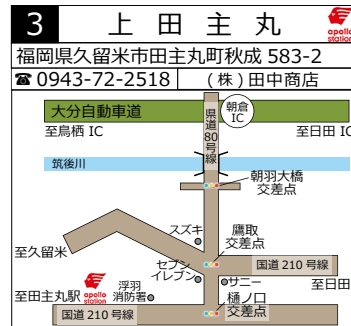 3 上田主丸 apollo station
福岡県久留米市田主丸町秋成 583-2
☎ 0943-72-2518 (株)田中商店
大分自動車道
県道80号線
朝倉 IC
至鳥栖 IC
至日田 IC
筑後川
朝羽大橋
交差点
スズキ
鷹取
交差点
至久留米
セブン
イレブン
国道 210 号線
サニー
至日田
至田主丸駅
apollo station
浮羽
消防署
樋ノ口
交差点
国道 210 号線